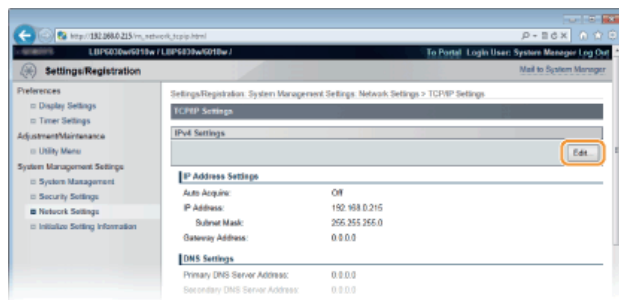 http://192.168.0.215/m_network_tcpip.html
LBP6030w/6018w / LBP6030w/6018w /
To Portal Login User: System Manager Log Out
Settings/Registration
Mail to System Manager
Preferences
Display Settings
Timer Settings
Adjustment/Maintenance
Utility Menu
System Management Settings
System Management
Security Settings
Network Settings
Initialize Setting Information
Settings/Registration: System Management Settings: Network Settings > TCP/IP Settings
TCP/IP Settings
IPv4 Settings
Edit...
IP Address Settings
Auto Acquire: Off
IP Address: 192.168.0.215
Subnet Mask: 255.255.255.0
Gateway Address: 0.0.0.0
DNS Settings
Primary DNS Server Address: 0.0.0.0
Secondary DNS Server Address: 0.0.0.0